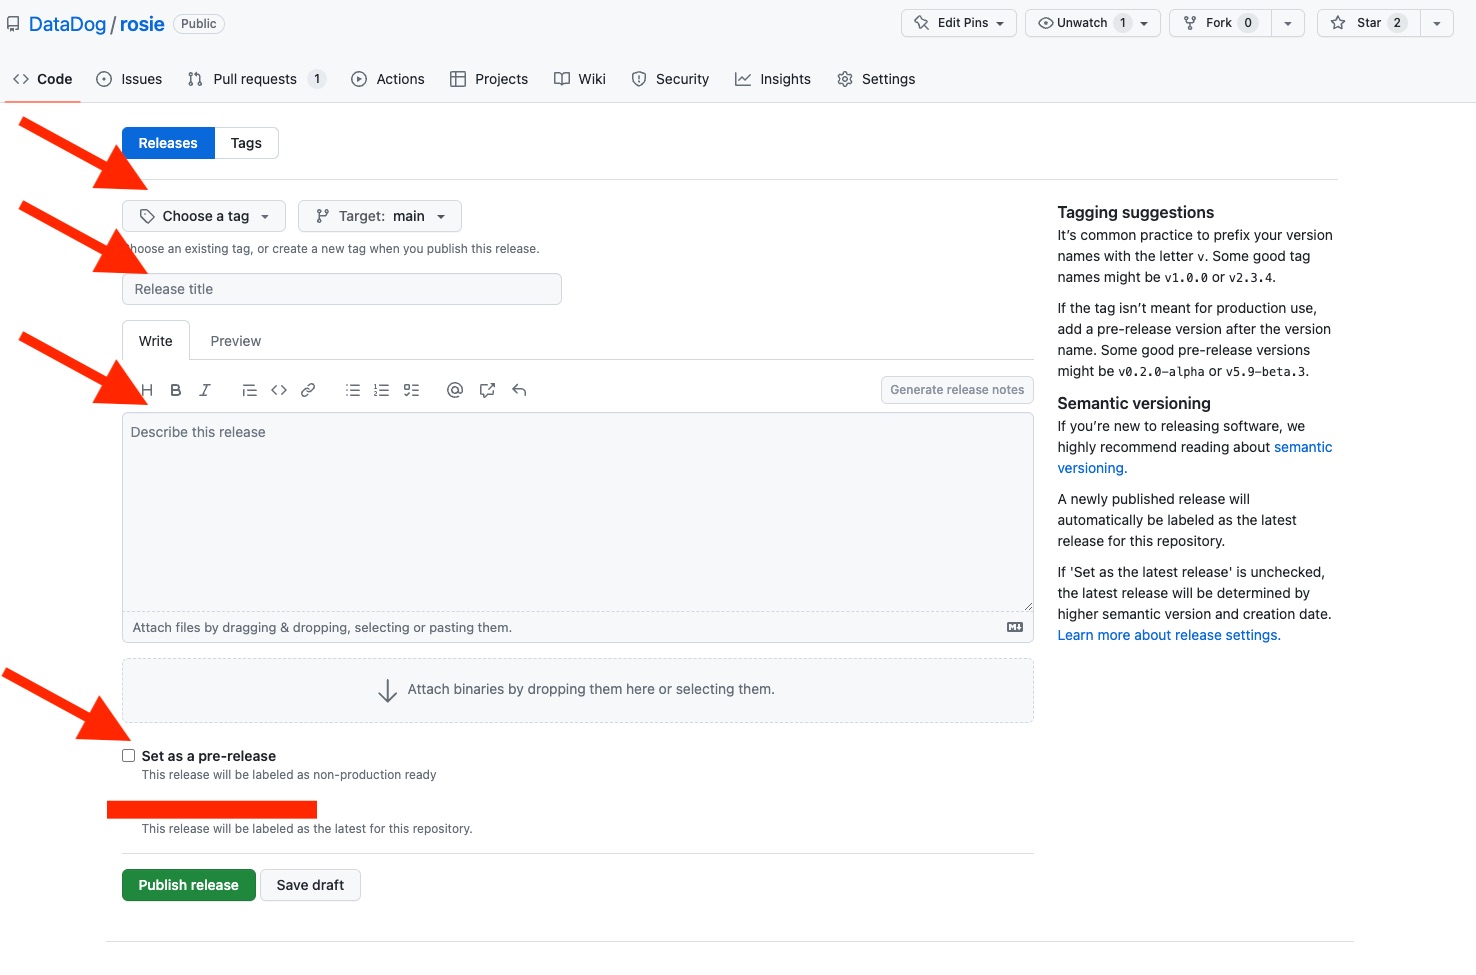 DataDog / rosie Public
Edit Pins
Unwatch 1
Fork 0
Star 2
Code
Issues
Pull requests 1
Actions
Projects
Wiki
Security
Insights
Settings
Releases
Tags
Choose a tag
Target: main
hoose an existing tag, or create a new tag when you publish this release.
Release title
Write
Preview
H B I
Generate release notes
Describe this release
Attach files by dragging & dropping, selecting or pasting them.
Attach binaries by dropping them here or selecting them.
Set as a pre-release
This release will be labeled as non-production ready
This release will be labeled as the latest for this repository.
Publish release
Save draft
Tagging suggestions
It’s common practice to prefix your version
names with the letter v. Some good tag
names might be v1.0.0 or v2.3.4.
If the tag isn’t meant for production use,
add a pre-release version after the version
name. Some good pre-release versions
might be v0.2.0-alpha or v5.9-beta.3.
Semantic versioning
If you’re new to releasing software, we
highly recommend reading about semantic
versioning.
A newly published release will
automatically be labeled as the latest
release for this repository.
If 'Set as the latest release' is unchecked,
the latest release will be determined by
higher semantic version and creation date.
Learn more about release settings.